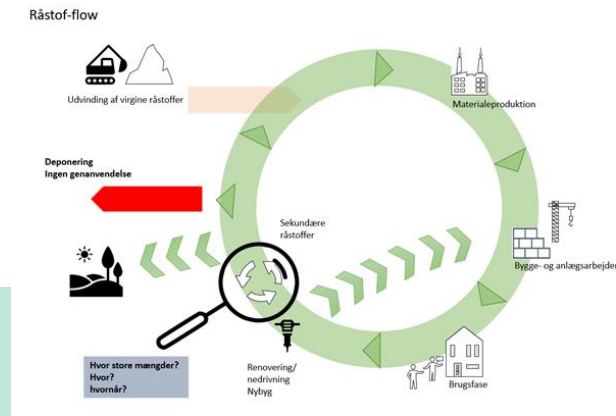 Råstof-flow
Udvinding af virgine råstoffer
Materialeproduktion
Deponering
Ingen genanvendelse
Sekundære
råstoffer
Bygge- og anlægsarbejder
Hvor store mængder?
Hvor?
hvornår?
Renovering/
nedrivning
Nybyg
Brugsfase